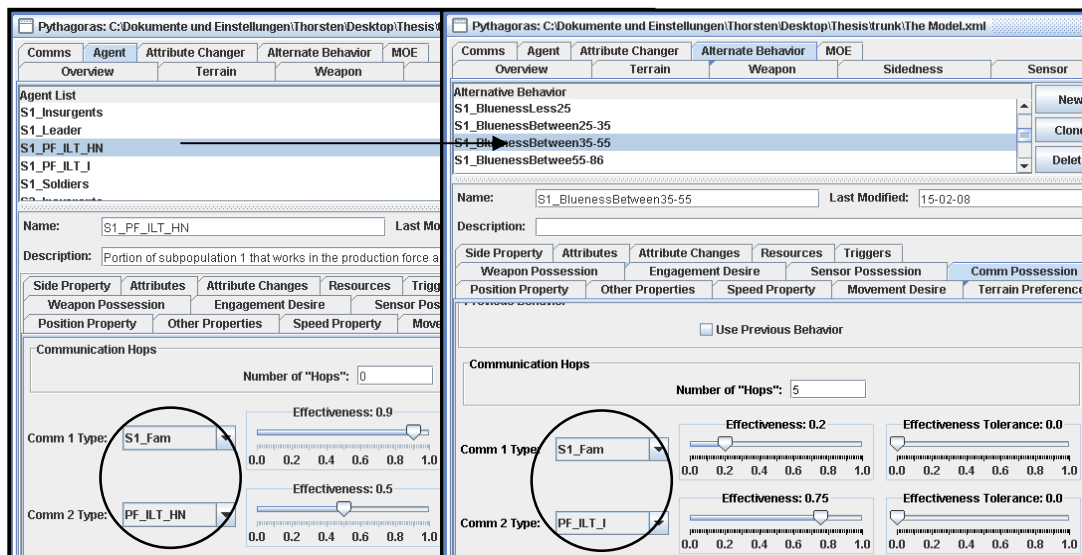 Pythagoras: C:\Dokumente und Einstellungen\Thorsten\Desktop\Thesis\t
Comms Agent Attribute Changer Alternate Behavior MOE
Overview Terrain Weapon
Agent List
S1_Insurgents
S1_Leader
S1_PF_ILT_HN
S1_PF_ILT_I
S1_Soldiers
Name: S1_PF_ILT_HN Last Mo
Description: Portion of subpopulation 1 that works in the production force a
Side Property Attributes Attribute Changes Resources Trigg
Weapon Possession Engagement Desire Sensor Pos
Position Property Other Properties Speed Property Move
Communication Hops
Number of "Hops": 0
Effectiveness: 0.9
Comm 1 Type: S1_Fam
0.0 0.2 0.4 0.6 0.8 1.0
Effectiveness: 0.5
Comm 2 Type: PF_ILT_HN
0.0 0.2 0.4 0.6 0.8 1.0
Pythagoras: C:\Dokumente und Einstellungen\Thorsten\Desktop\Thesis\trunk\The Model.xml
Comms Agent Attribute Changer Alternate Behavior MOE
Overview Terrain Weapon Sidedness Sensor
Alternative Behavior
S1_BluenessLess25
S1_BluenessBetween25-35
S1_BluenessBetween35-55
S1_BluenessBetwee55-86
New
Clone
Delet
Name: S1_BluenessBetween35-55 Last Modified: 15-02-08
Description:
Side Property Attributes Attribute Changes Resources Triggers
Weapon Possession Engagement Desire Sensor Possession Comm Possession
Position Property Other Properties Speed Property Movement Desire Terrain Preference
Previous Behavior
Use Previous Behavior
Communication Hops
Number of "Hops": 5
Effectiveness: 0.2 Effectiveness Tolerance: 0.0
Comm 1 Type: S1_Fam
0.0 0.2 0.4 0.6 0.8 1.0 0.0 0.2 0.4 0.6 0.8 1.0
Effectiveness: 0.75 Effectiveness Tolerance: 0.0
Comm 2 Type: PF_ILT_I
0.0 0.2 0.4 0.6 0.8 1.0 0.0 0.2 0.4 0.6 0.8 1.0